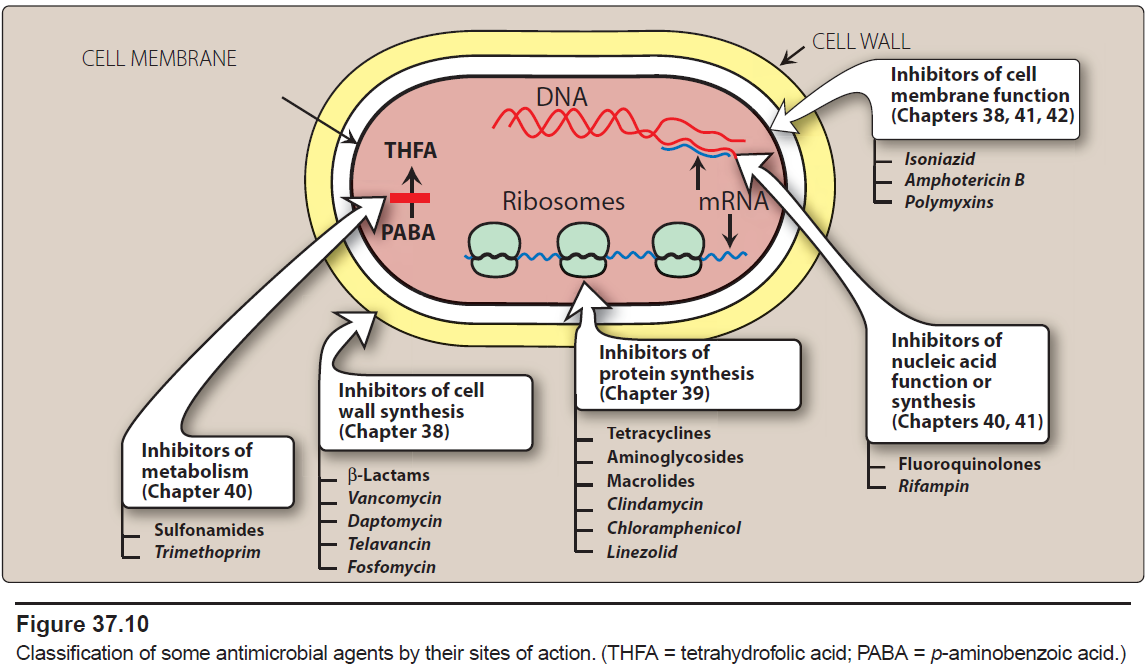 CELL MEMBRANE
CELL WALL
Inhibitors of cell
membrane function
(Chapters 38, 41, 42)
Isoniazid
Amphotericin B
Polymyxins
DNA
THFA
PABA
Ribosomes
mRNA
Inhibitors of
metabolism
(Chapter 40)
Sulfonamides
Trimethoprim
Inhibitors of cell
wall synthesis
(Chapter 38)
β-Lactams
Vancomycin
Daptomycin
Telavancin
Fosfomycin
Inhibitors of
protein synthesis
(Chapter 39)
Tetracyclines
Aminoglycosides
Macrolides
Clindamycin
Chloramphenicol
Linezolid
Inhibitors of
nucleic acid
function or
synthesis
(Chapters 40, 41)
Fluoroquinolones
Rifampin
Figure 37.10
Classification of some antimicrobial agents by their sites of action. (THFA = tetrahydrofolic acid; PABA = p-aminobenzoic acid.)